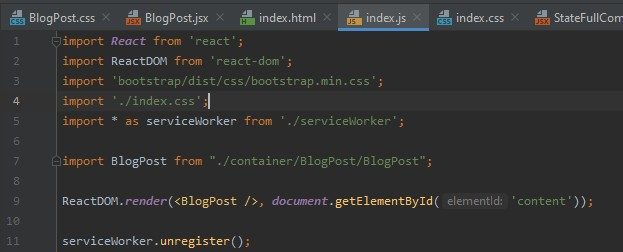 BlogPost.css BlogPost.jsx index.html index.js index.css StateFullCom
1 import React from 'react';
2 import ReactDOM from 'react-dom';
3 import 'bootstrap/dist/css/bootstrap.min.css';
4 import './index.css';
5 import * as serviceWorker from './serviceWorker';
6
7 import BlogPost from "./container/BlogPost/BlogPost";
8
9 ReactDOM.render(<BlogPost />, document.getElementById( elementId: 'content'));
10
11 serviceWorker.unregister();